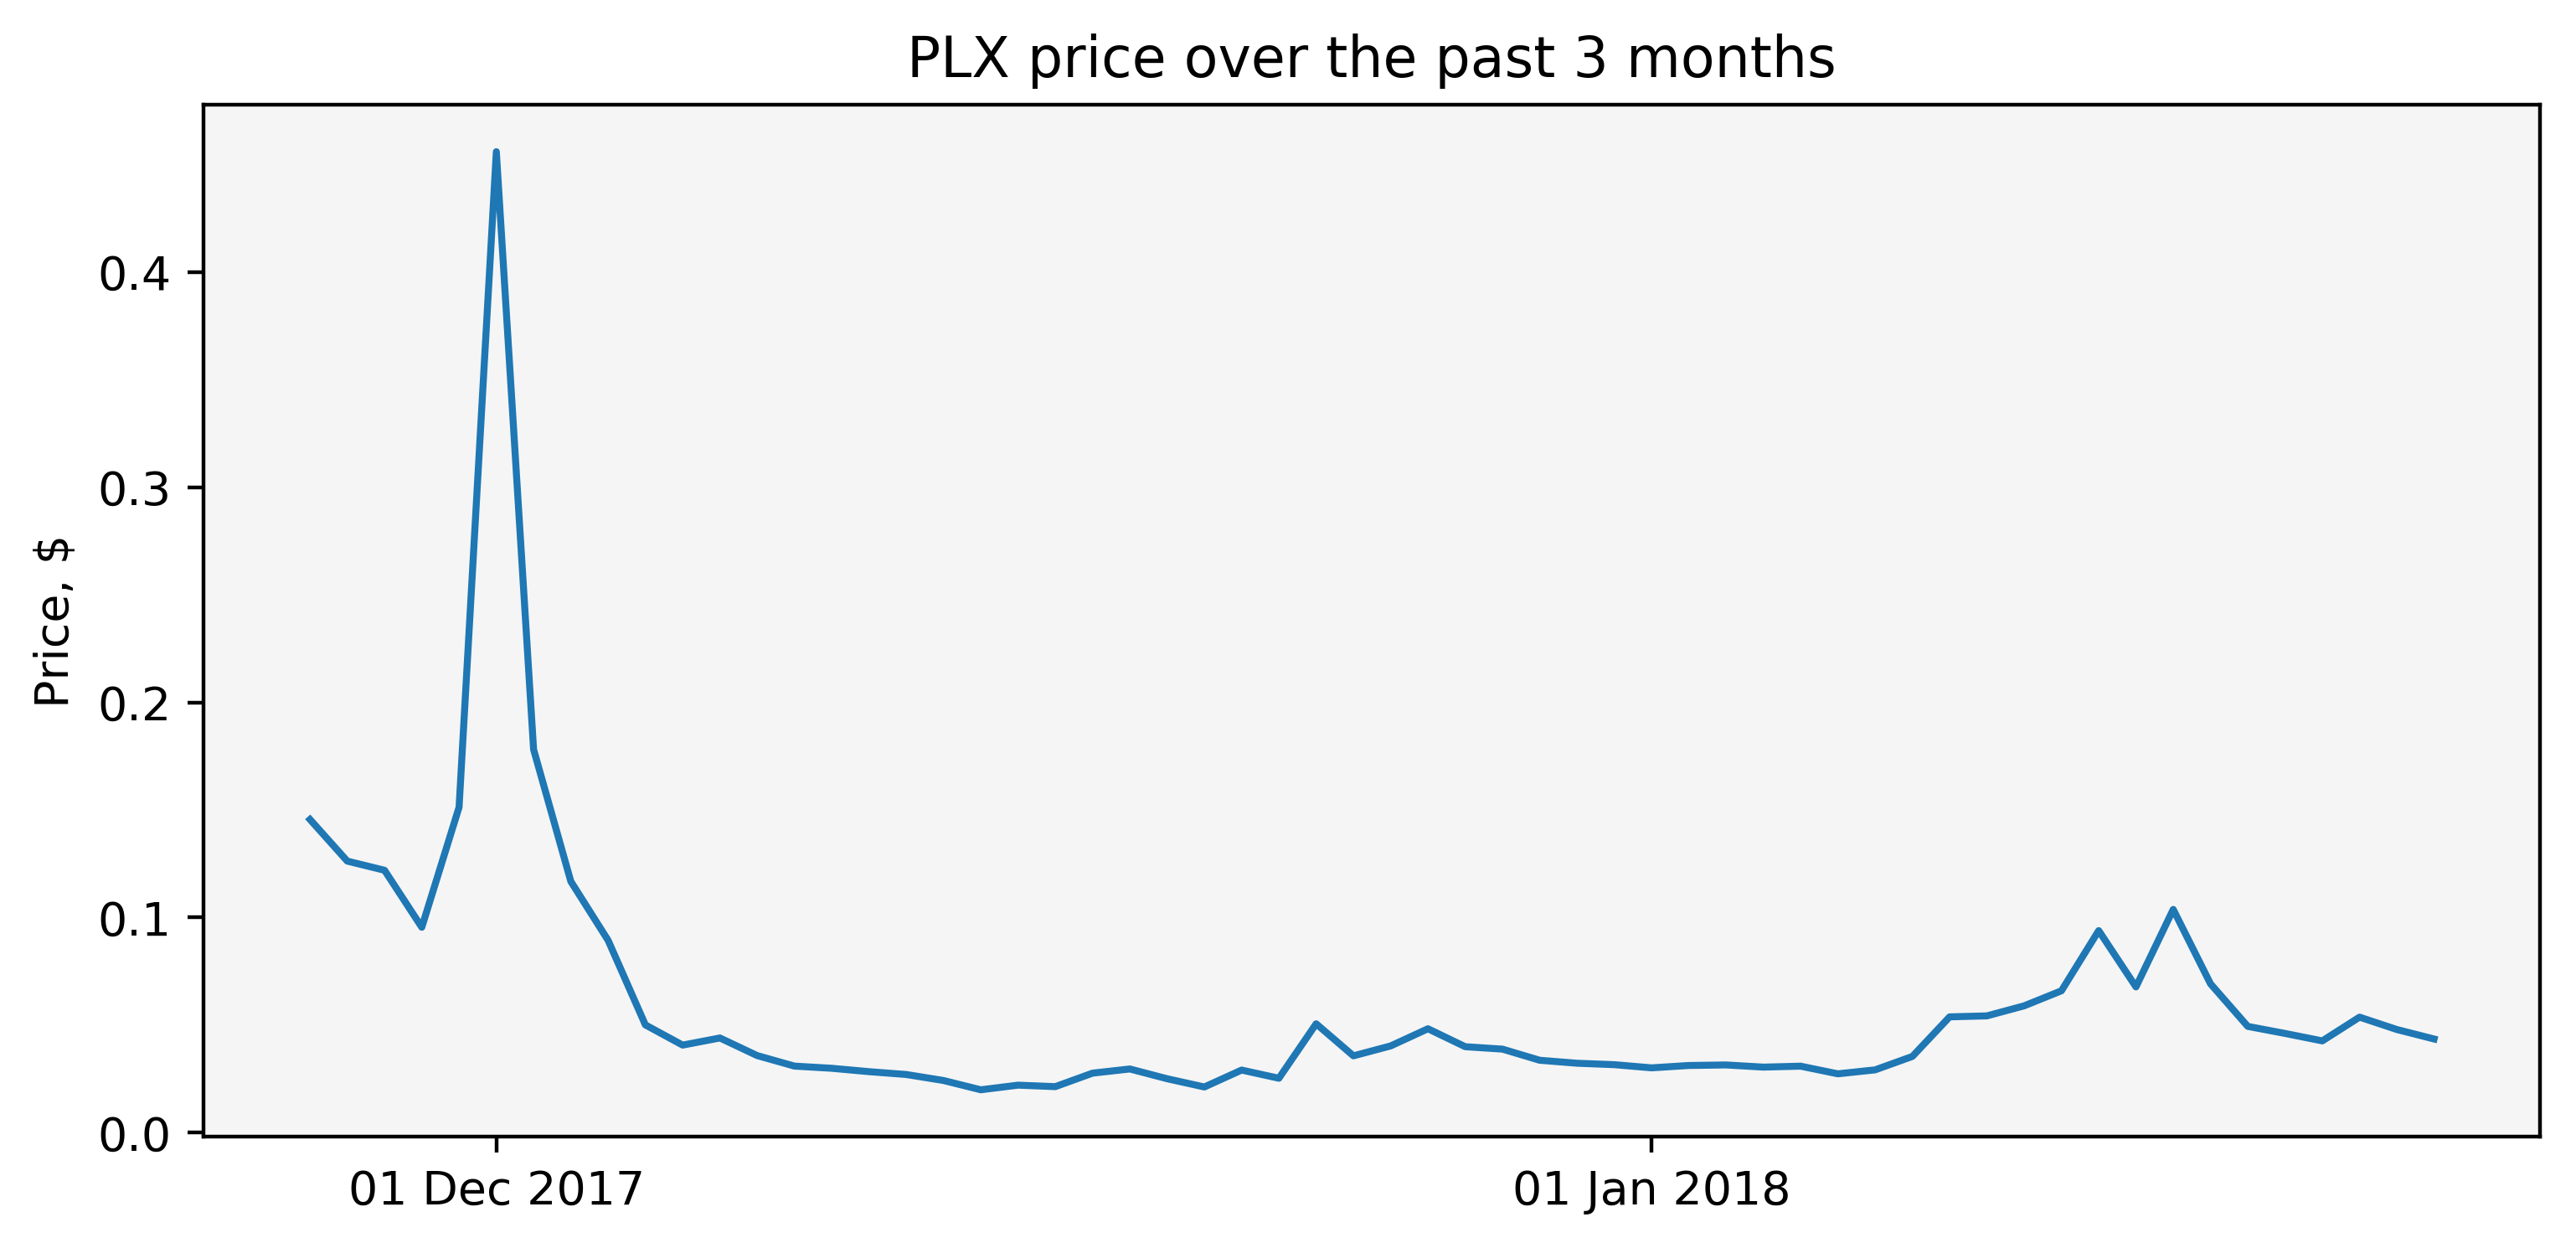 PLX price over the past 3 months
Price, $
0.4
0.3
0.2
0.1
0.0
01 Dec 2017
01 Jan 2018